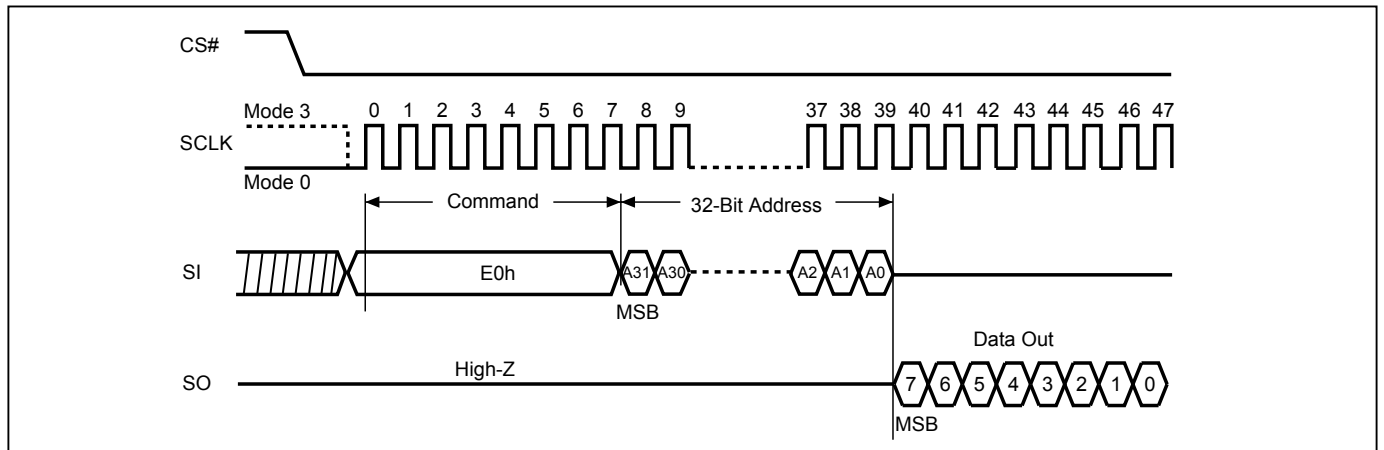 CS#
Mode 3
0 1 2 3 4 5 6 7 8 9 37 38 39 40 41 42 43 44 45 46 47
SCLK
Mode 0
Command
32-Bit Address
SI
E0h
A31 A30 A2 A1 A0
MSB
Data Out
High-Z
SO
7 6 5 4 3 2 1 0
MSB